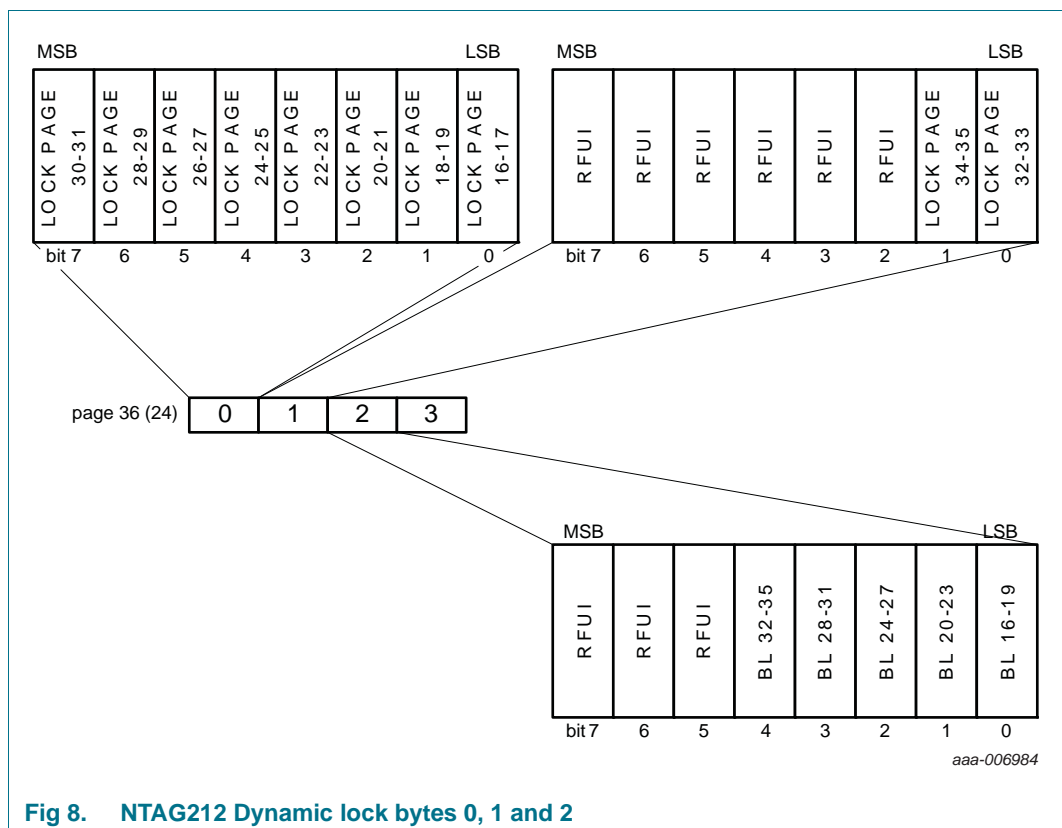 MSB LSB
LOCK PAGE 30-31
LOCK PAGE 28-29
LOCK PAGE 26-27
LOCK PAGE 24-25
LOCK PAGE 22-23
LOCK PAGE 20-21
LOCK PAGE 18-19
LOCK PAGE 16-17
bit 7 6 5 4 3 2 1 0
MSB LSB
RFUI
RFUI
RFUI
RFUI
RFUI
RFUI
LOCK PAGE 34-35
LOCK PAGE 32-33
bit 7 6 5 4 3 2 1 0
page 36 (24) 0 1 2 3
MSB LSB
RFUI
RFUI
RFUI
BL 32-35
BL 28-31
BL 24-27
BL 20-23
BL 16-19
bit 7 6 5 4 3 2 1 0
aaa-006984
Fig 8. NTAG212 Dynamic lock bytes 0, 1 and 2